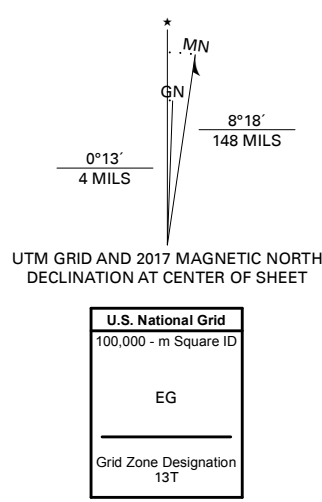 ★
MN
GN
8°18´
148 MILS
0°13´
4 MILS
UTM GRID AND 2017 MAGNETIC NORTH
DECLINATION AT CENTER OF SHEET
U.S. National Grid
100,000 - m Square ID
EG
Grid Zone Designation
13T